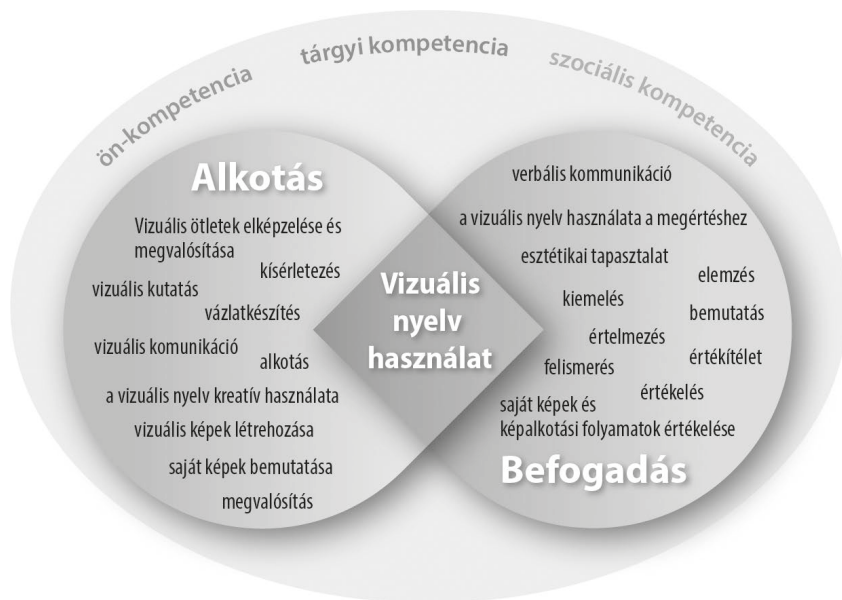 ön-kompetencia
tárgyi kompetencia
szociális kompetencia
Alkotás
Vizuális ötletek elképzelése és
megvalósítása
kísérletezés
vizuális kutatás
vázlatkészítés
vizuális komunikáció
alkotás
a vizuális nyelv kreatív használata
vizuális képek létrehozása
saját képek bemutatása
megvalósítás
Vizuális
nyelv
használat
verbális kommunikáció
a vizuális nyelv használata a megértéshez
esztétikai tapasztalat
elemzés
kiemelés
bemutatás
értelmezés
értékítélet
felismerés
értékelés
saját képek és
képalkotási folyamatok értékelése
Befogadás